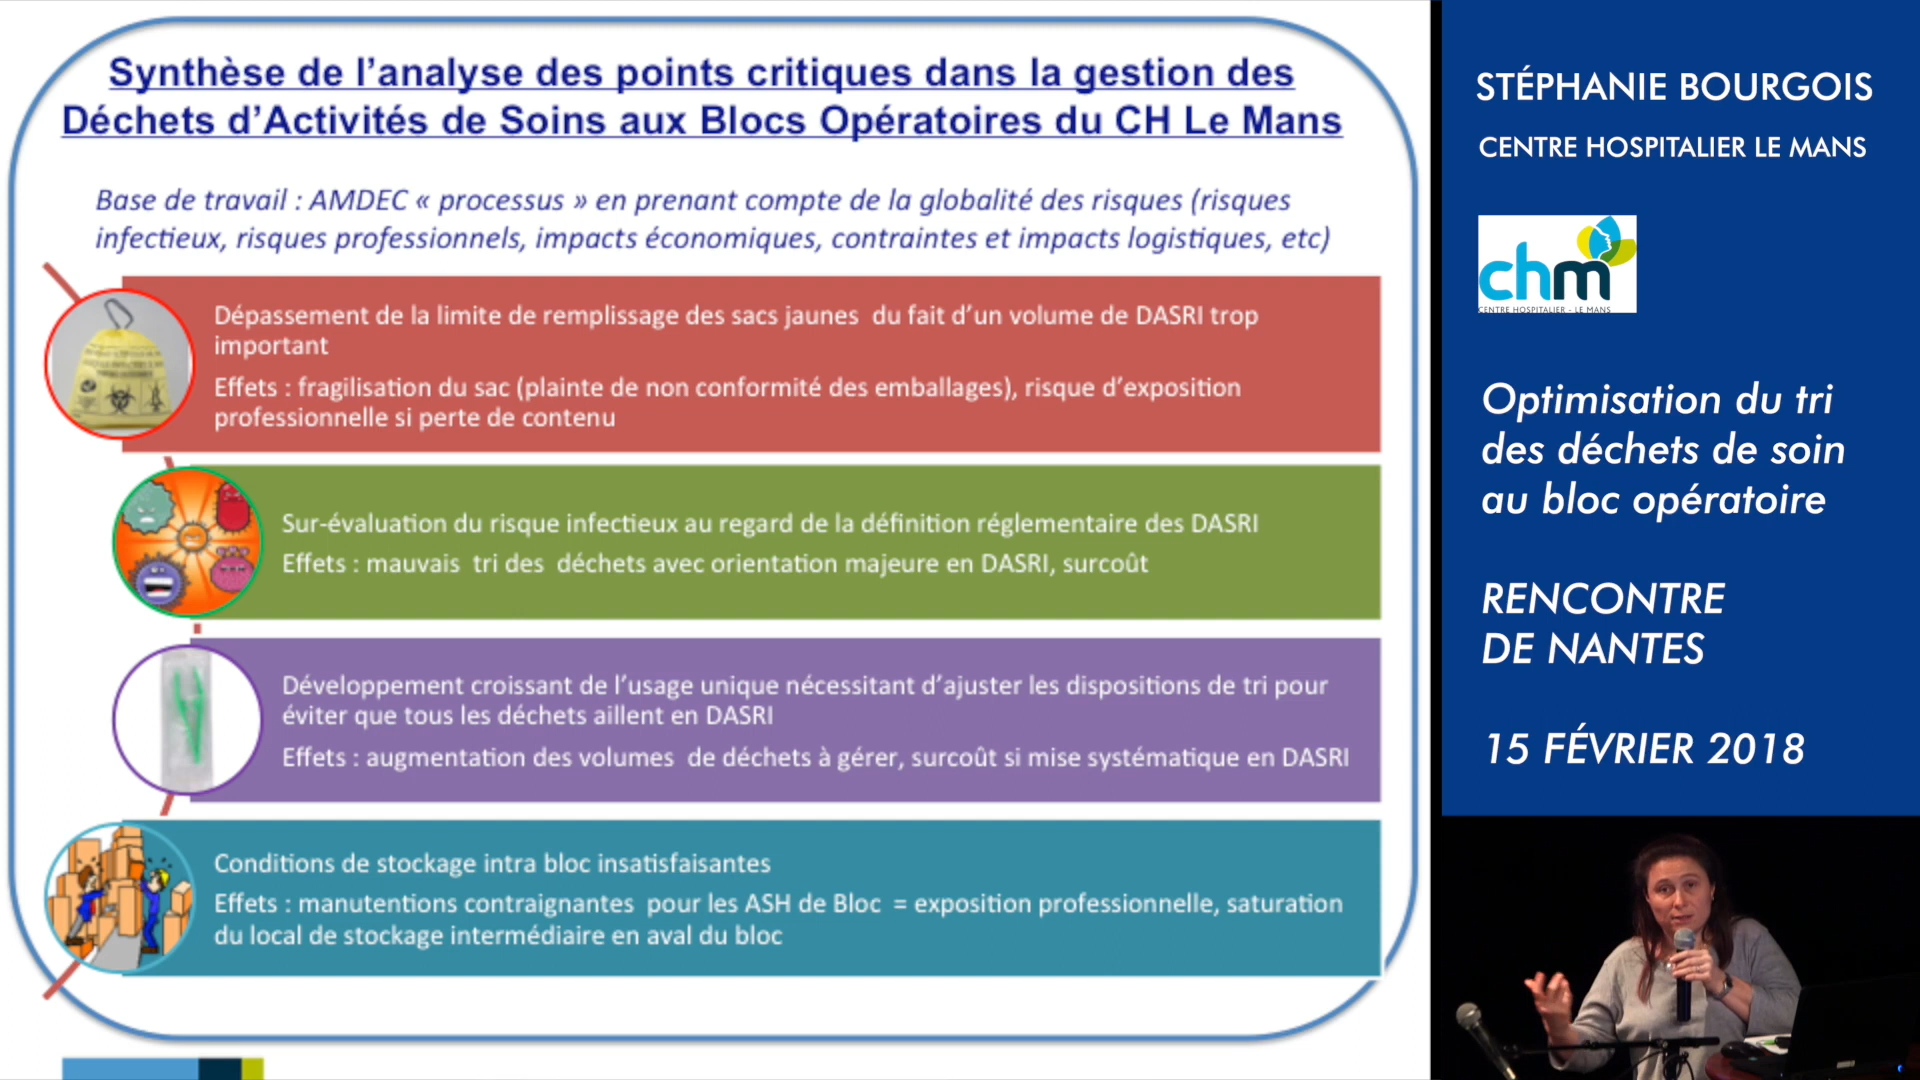 Synthèse de l’analyse des points critiques dans la gestion des
Déchets d’Activités de Soins aux Blocs Opératoires du CH Le Mans
Base de travail : AMDEC « processus » en prenant compte de la globalité des risques (risques
infectieux, risques professionnels, impacts économiques, contraintes et impacts logistiques, etc)
Dépassement de la limite de remplissage des sacs jaunes  du fait d’un volume de DASRI trop
important
Effets : fragilisation du sac (plainte de non conformité des emballages), risque d’exposition
professionnelle si perte de contenu
Sur-évaluation du risque infectieux au regard de la définition réglementaire des DASRI
Effets : mauvais  tri des  déchets avec orientation majeure en DASRI, surcoût
Développement croissant de l’usage unique nécessitant d’ajuster les dispositions de tri pour
éviter que tous les déchets aillent en DASRI
Effets : augmentation des volumes  de déchets à gérer, surcoût si mise systématique en DASRI
Conditions de stockage intra bloc insatisfaisantes
Effets : manutentions contraignantes  pour les ASH de Bloc  = exposition professionnelle, saturation
du local de stockage intermédiaire en aval du bloc
STÉPHANIE BOURGOIS
CENTRE HOSPITALIER LE MANS
chm
CENTRE HOSPITALIER - LE MANS
Optimisation du tri
des déchets de soin
au bloc opératoire
RENCONTRE
DE NANTES
15 FÉVRIER 2018